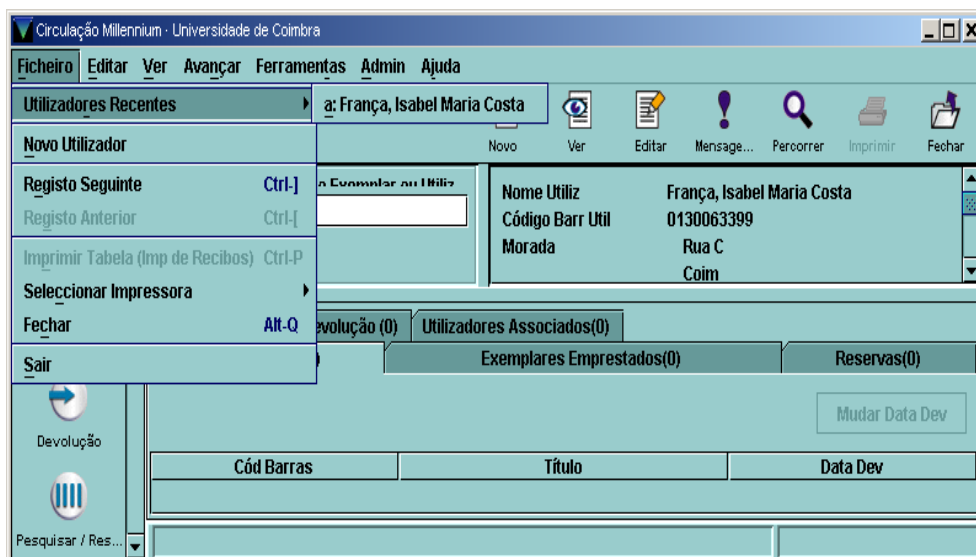 Circulação Millennium · Universidade de Coimbra
Ficheiro Editar Ver Avançar Ferramentas Admin Ajuda
Utilizadores Recentes
a: França, Isabel Maria Costa
Novo Utilizador
Registo Seguinte Ctrl-]
Registo Anterior Ctrl-[
Imprimir Tabela (Imp de Recibos) Ctrl-P
Seleccionar Impressora
Fechar Alt-Q
Sair
Novo Ver Editar Mensage... Percorrer Imprimir Fechar
Exemplar ou Utiliz
Nome Utiliz França, Isabel Maria Costa
Código Barr Util 0130063399
Morada Rua C
Coim
(0) Utilizadores Associados(0)
Exemplares Emprestados(0) Reservas(0)
Mudar Data Dev
Devolução
Cód Barras Título Data Dev
Pesquisar / Res...